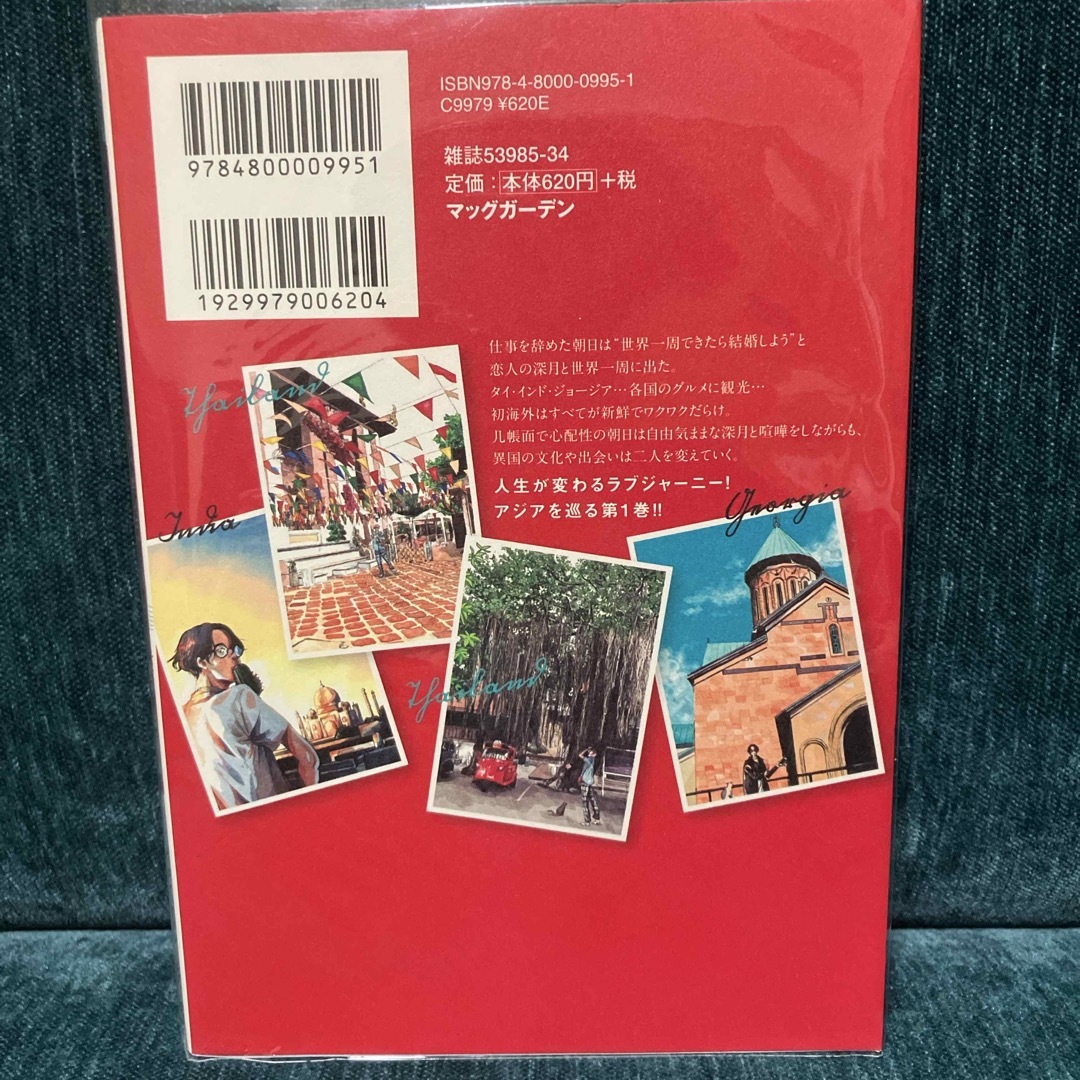 ISBN978-4-8000-0995-1
C9979 ¥620E
9784800009951
雑誌53985-34
定価：本体620円+税
マッグガーデン
1929979006204
仕事を辞めた朝日は“世界一周できたら結婚しよう”と
恋人の深月と世界一周に出た。
タイ・インド・ジョージア…各国のグルメに観光…
初海外はすべてが新鮮でワクワクだらけ。
几帳面で心配性の朝日は自由気ままな深月と喧嘩をしながらも、
異国の文化や出会いは二人を変えていく。
人生が変わるラブジャーニー!
アジアを巡る第1巻!!
Thailand
India
Georgia
Thailand